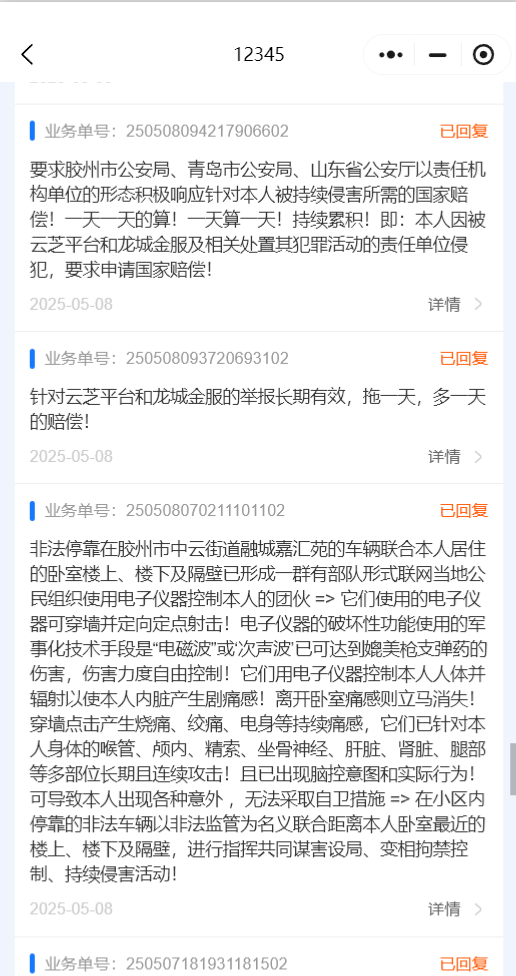 12345
业务单号：250508094217906602 已回复
要求胶州市公安局、青岛市公安局、山东省公安厅以责任机
构单位的形态积极响应针对本人被持续侵害所需的国家赔
偿！一天一天的算！一天算一天！持续累积！即：本人因被
云芝平台和龙城金服及相关处置其犯罪活动的责任单位侵
犯，要求申请国家赔偿！
2025-05-08 详情
业务单号：250508093720693102 已回复
针对云芝平台和龙城金服的举报长期有效，拖一天，多一天
的赔偿！
2025-05-08 详情
业务单号：250508070211101102 已回复
非法停靠在胶州市中云街道融城嘉汇苑的车辆联合本人居住
的卧室楼上、楼下及隔壁已形成一群有部队形式联网当地公
民组织使用电子仪器控制本人的团伙 => 它们使用的电子仪
器可穿墙并定向定点射击！电子仪器的破坏性功能使用的军
事化技术手段是“电磁波”或‘次声波’已可达到媲美枪支弹药的
伤害，伤害力度自由控制！它们用电子仪器控制本人人体并
辐射以使本人内脏产生剧痛感！离开卧室痛感则立马消失！
穿墙点击产生烧痛、绞痛、电身等持续痛感，它们已针对本
人身体的喉管、颅内、精索、坐骨神经、肝脏、肾脏、腿部
等多部位长期且连续攻击！且已出现脑控意图和实际行为！
可导致本人出现各种意外 ，无法采取自卫措施 => 在小区内
停靠的非法车辆以非法监管为名义联合距离本人卧室最近的
楼上、楼下及隔壁，进行指挥共同谋害设局、变相拘禁控
制、持续侵害活动！
2025-05-08 详情
业务单号：250507181931181502 已回复